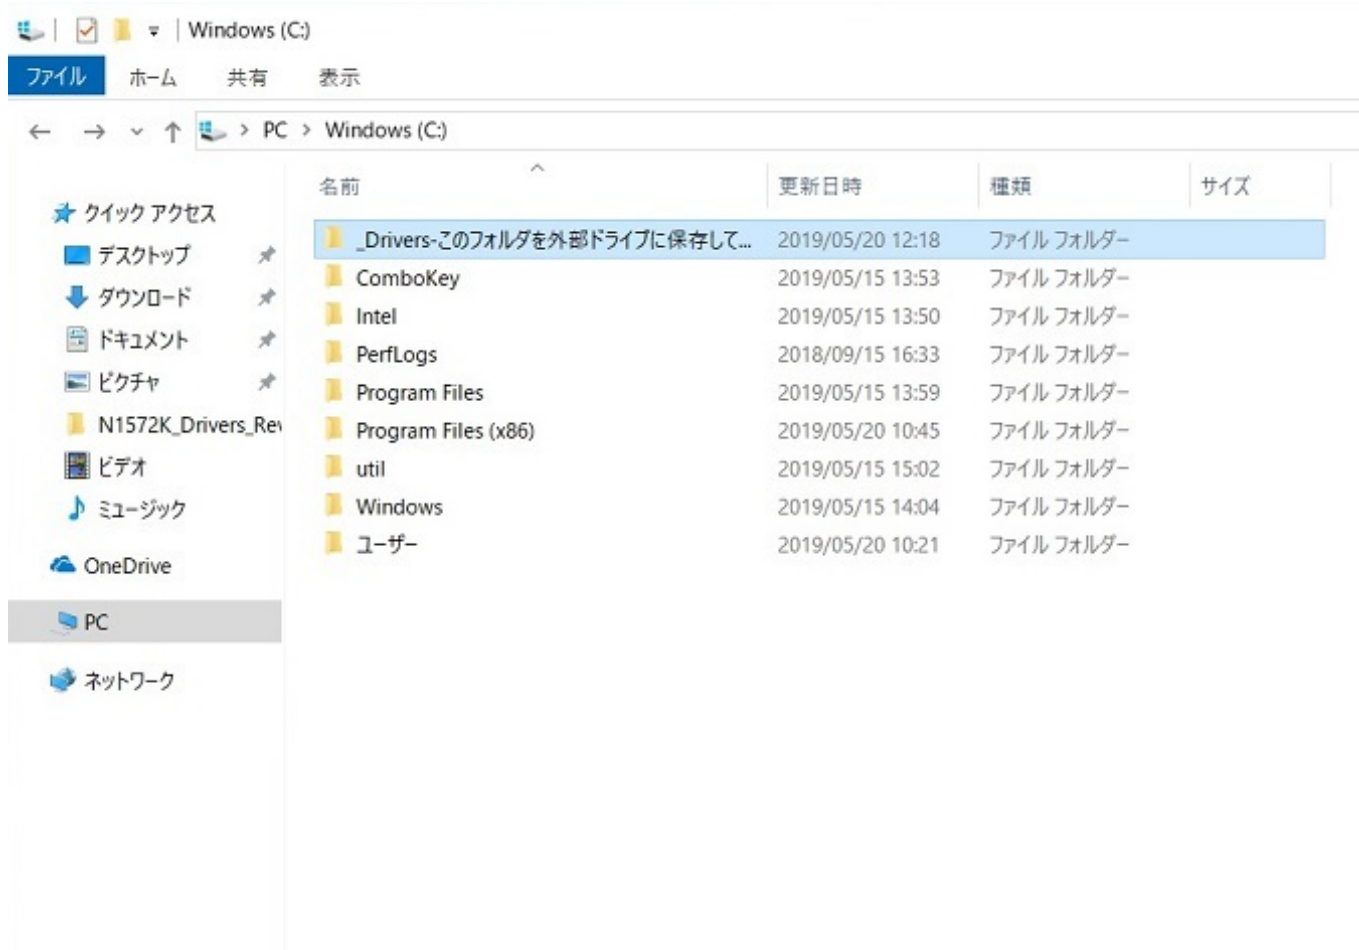 Windows (C:)
ファイル ホーム 共有 表示
PC > Windows (C:)
名前 更新日時 種類 サイズ
クイック アクセス
デスクトップ
ダウンロード
ドキュメント
ピクチャ
N1572K_Drivers_Rev
ビデオ
ミュージック
OneDrive
PC
ネットワーク
_Drivers-このフォルダを外部ドライブに保存して... 2019/05/20 12:18 ファイル フォルダー
ComboKey 2019/05/15 13:53 ファイル フォルダー
Intel 2019/05/15 13:50 ファイル フォルダー
PerfLogs 2018/09/15 16:33 ファイル フォルダー
Program Files 2019/05/15 13:59 ファイル フォルダー
Program Files (x86) 2019/05/20 10:45 ファイル フォルダー
util 2019/05/15 15:02 ファイル フォルダー
Windows 2019/05/15 14:04 ファイル フォルダー
ユーザー 2019/05/20 10:21 ファイル フォルダー